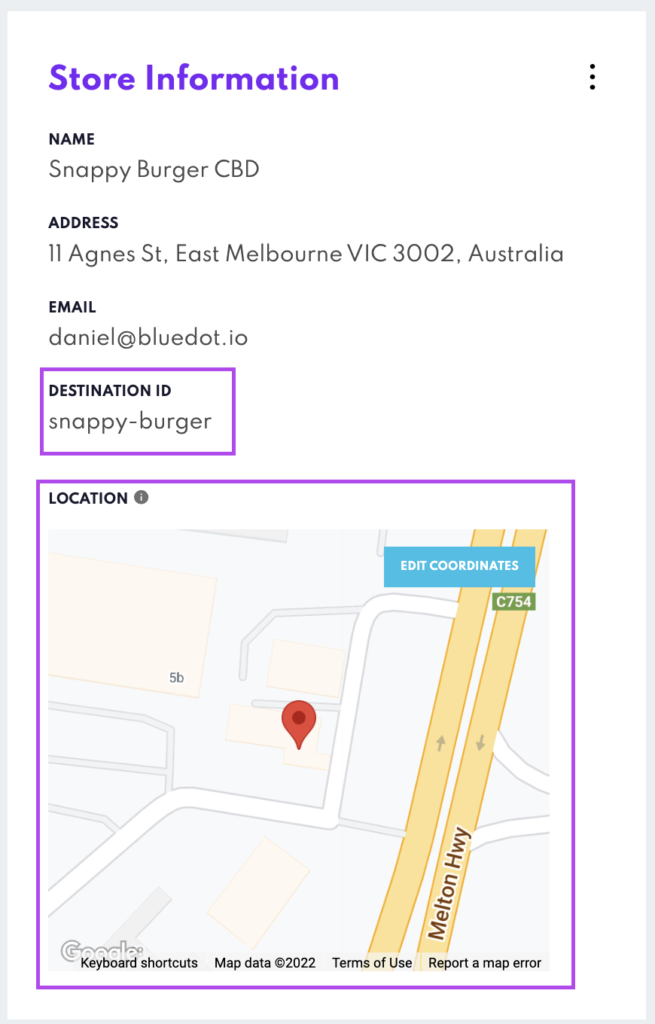 Store Information
NAME
Snappy Burger CBD
ADDRESS
11 Agnes St, East Melbourne VIC 3002, Australia
EMAIL
daniel@bluedot.io
DESTINATION ID
snappy-burger
LOCATION
EDIT COORDINATES
C754
5b
Melton Hwy
Google
Keyboard shortcuts Map data ©2022 Terms of Use Report a map error